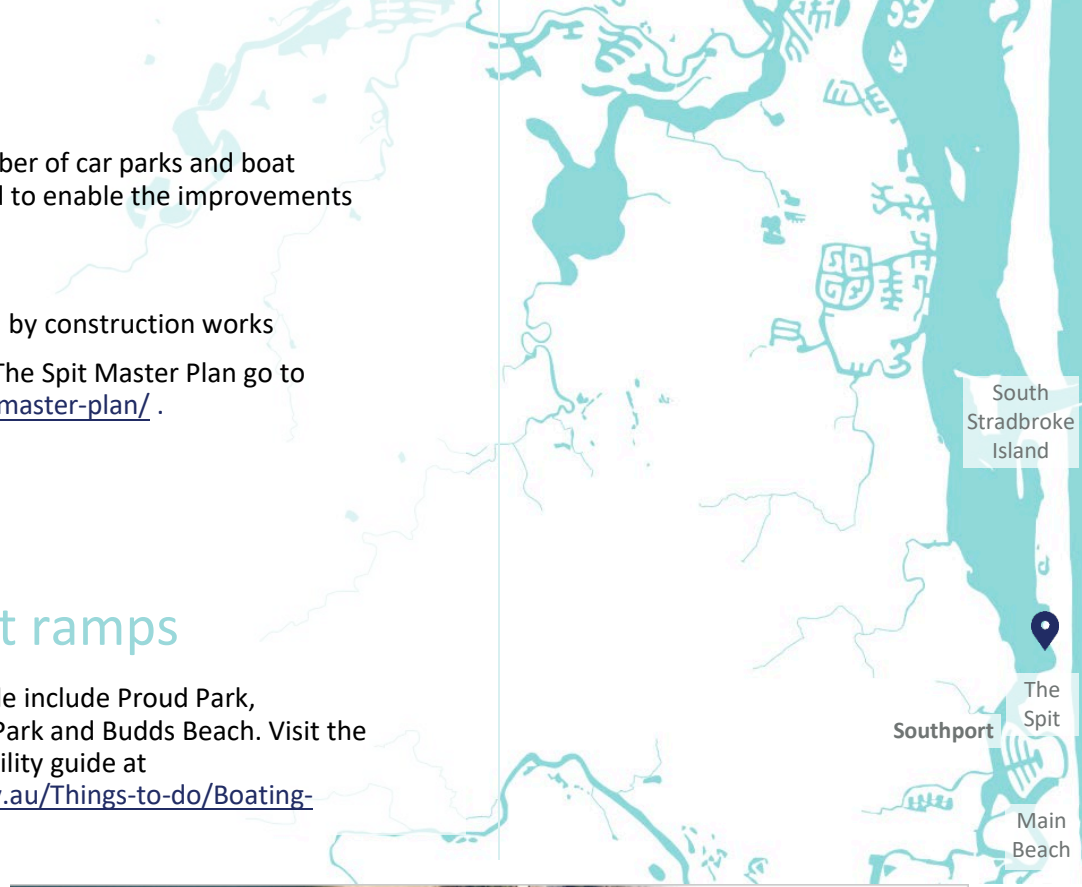 ber of car parks and boat
to enable the improvements
by construction works
The Spit Master Plan go to
master-plan/ .
t ramps
le include Proud Park,
Park and Budds Beach. Visit the
ility guide at
v.au/Things-to-do/Boating-
South
Stradbroke
Island
The
Spit
Southport
Main
Beach